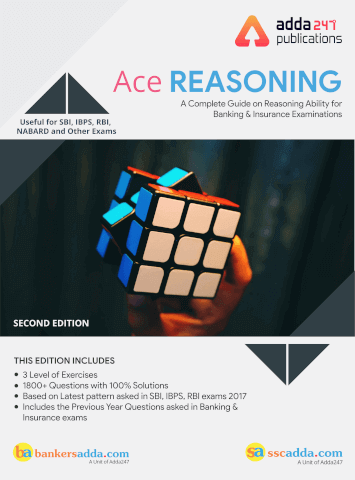 adda247
publications
Ace REASONING
A Complete Guide on Reasoning Ability for
Banking & Insurance Examinations
Useful for SBI, IBPS, RBI,
NABARD and Other Exams
SECOND EDITION
THIS EDITION INCLUDES
• 3 Level of Exercises
• 1800+ Questions with 100% Solutions
• Based on Latest pattern asked in SBI, IBPS, RBI exams 2017
• Includes the Previous Year Questions asked in Banking &
Insurance exams
ba bankersadda.com
A Unit of Adda247
sa sscadda.com
A Unit of Adda247